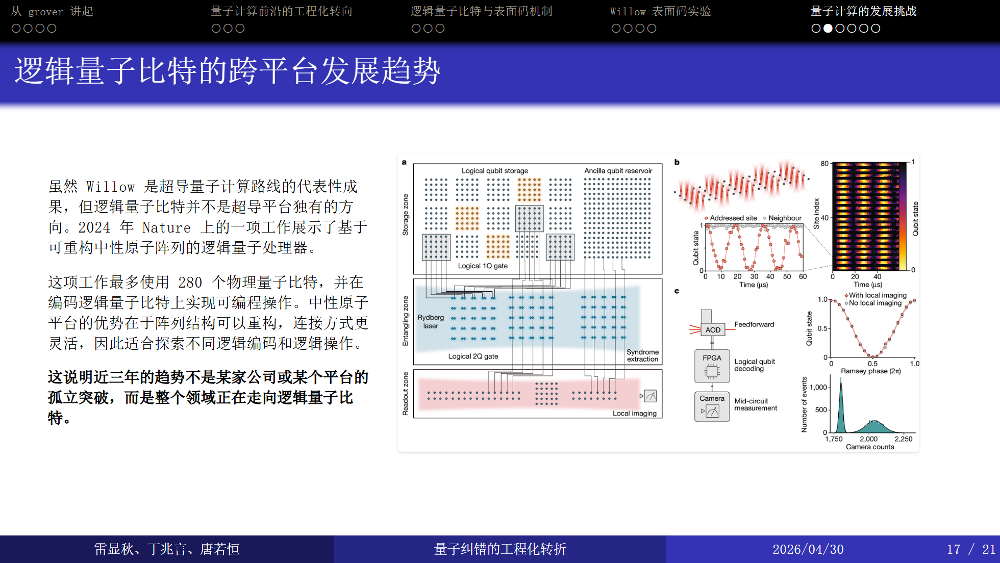 从 grover 讲起
量子计算前沿的工程化转向
逻辑量子比特与表面码机制
Willow 表面码实验
量子计算的发展挑战
逻辑量子比特的跨平台发展趋势
虽然 Willow 是超导量子计算路线的代表性成
果，但逻辑量子比特并不是超导平台独有的方
向。2024 年 Nature 上的一项工作展示了基于
可重构中性原子阵列的逻辑量子处理器。
这项工作最多使用 280 个物理量子比特，并在
编码逻辑量子比特上实现可编程操作。中性原子
平台的优势在于阵列结构可以重构，连接方式更
灵活，因此适合探索不同逻辑编码和逻辑操作。
这说明近三年的趋势不是某家公司或某个平台的
孤立突破，而是整个领域正在走向逻辑量子比
特。
a
Logical qubit storage
Ancilla qubit reservoir
Storage zone
Logical 1Q gate
Entangling zone
Rydberg
laser
Logical 2Q gate
Syndrome
extraction
Readout zone
Local imaging
b
Addressed site
Neighbour
Qubit state
1
0
0 10 20 30 40 50 60
Time (μs)
Site index
80
40
0 20 40
Time (μs)
1
0
Qubit state
c
AOD
Feedforward
FPGA
Logical qubit
decoding
Camera
Mid-circuit
measurement
With local imaging
No local imaging
Qubit state
1.0
0.5
0
0 0.5 1.0
Ramsey phase (2π)
Number of events
1,000
500
0
1,750 2,000 2,250
Camera counts
雷显秋、丁兆言、唐若恒
量子纠错的工程化转折
2026/04/30
17 / 21